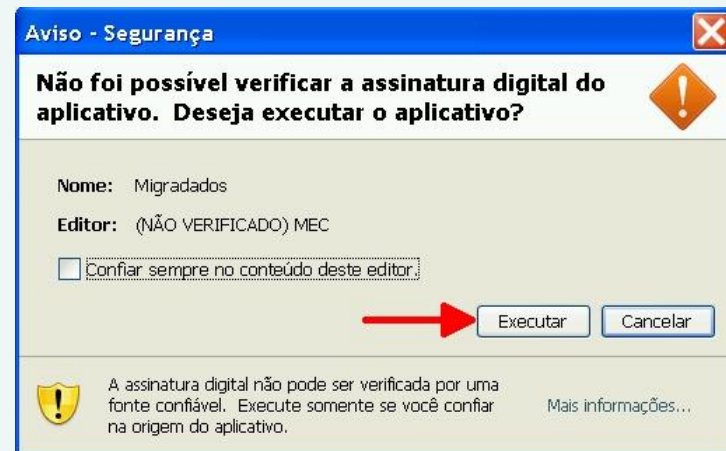 Aviso - Segurança
Não foi possível verificar a assinatura digital do
aplicativo. Deseja executar o aplicativo?
Nome: Migradados
Editor: (NÃO VERIFICADO) MEC
Confiar sempre no conteúdo deste editor.
Executar Cancelar
A assinatura digital não pode ser verificada por uma
fonte confiável. Execute somente se você confiar
na origem do aplicativo.
Mais informações...